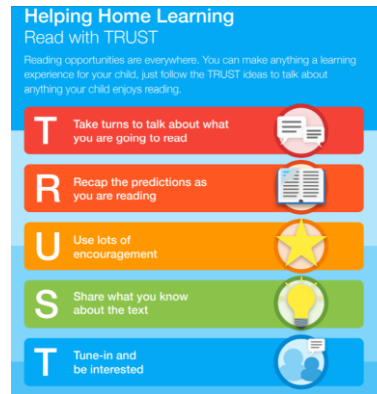 Helping Home Learning
Read with TRUST
Reading opportunities are everywhere. You can make anything a learning
experience for your child, just follow the TRUST ideas to talk about
anything your child enjoys reading.
T
Take turns to talk about what
you are going to read
R
Recap the predictions as
you are reading
U
Use lots of
encouragement
S
Share what you know
about the text
T
Tune-in and
be interested